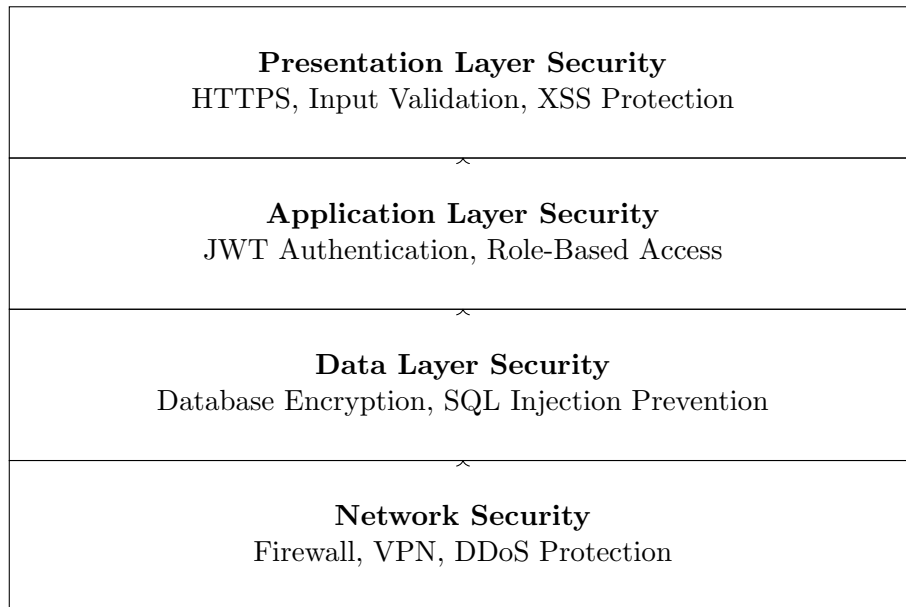 Presentation Layer Security
HTTPS, Input Validation, XSS Protection
Application Layer Security
JWT Authentication, Role-Based Access
Data Layer Security
Database Encryption, SQL Injection Prevention
Network Security
Firewall, VPN, DDoS Protection